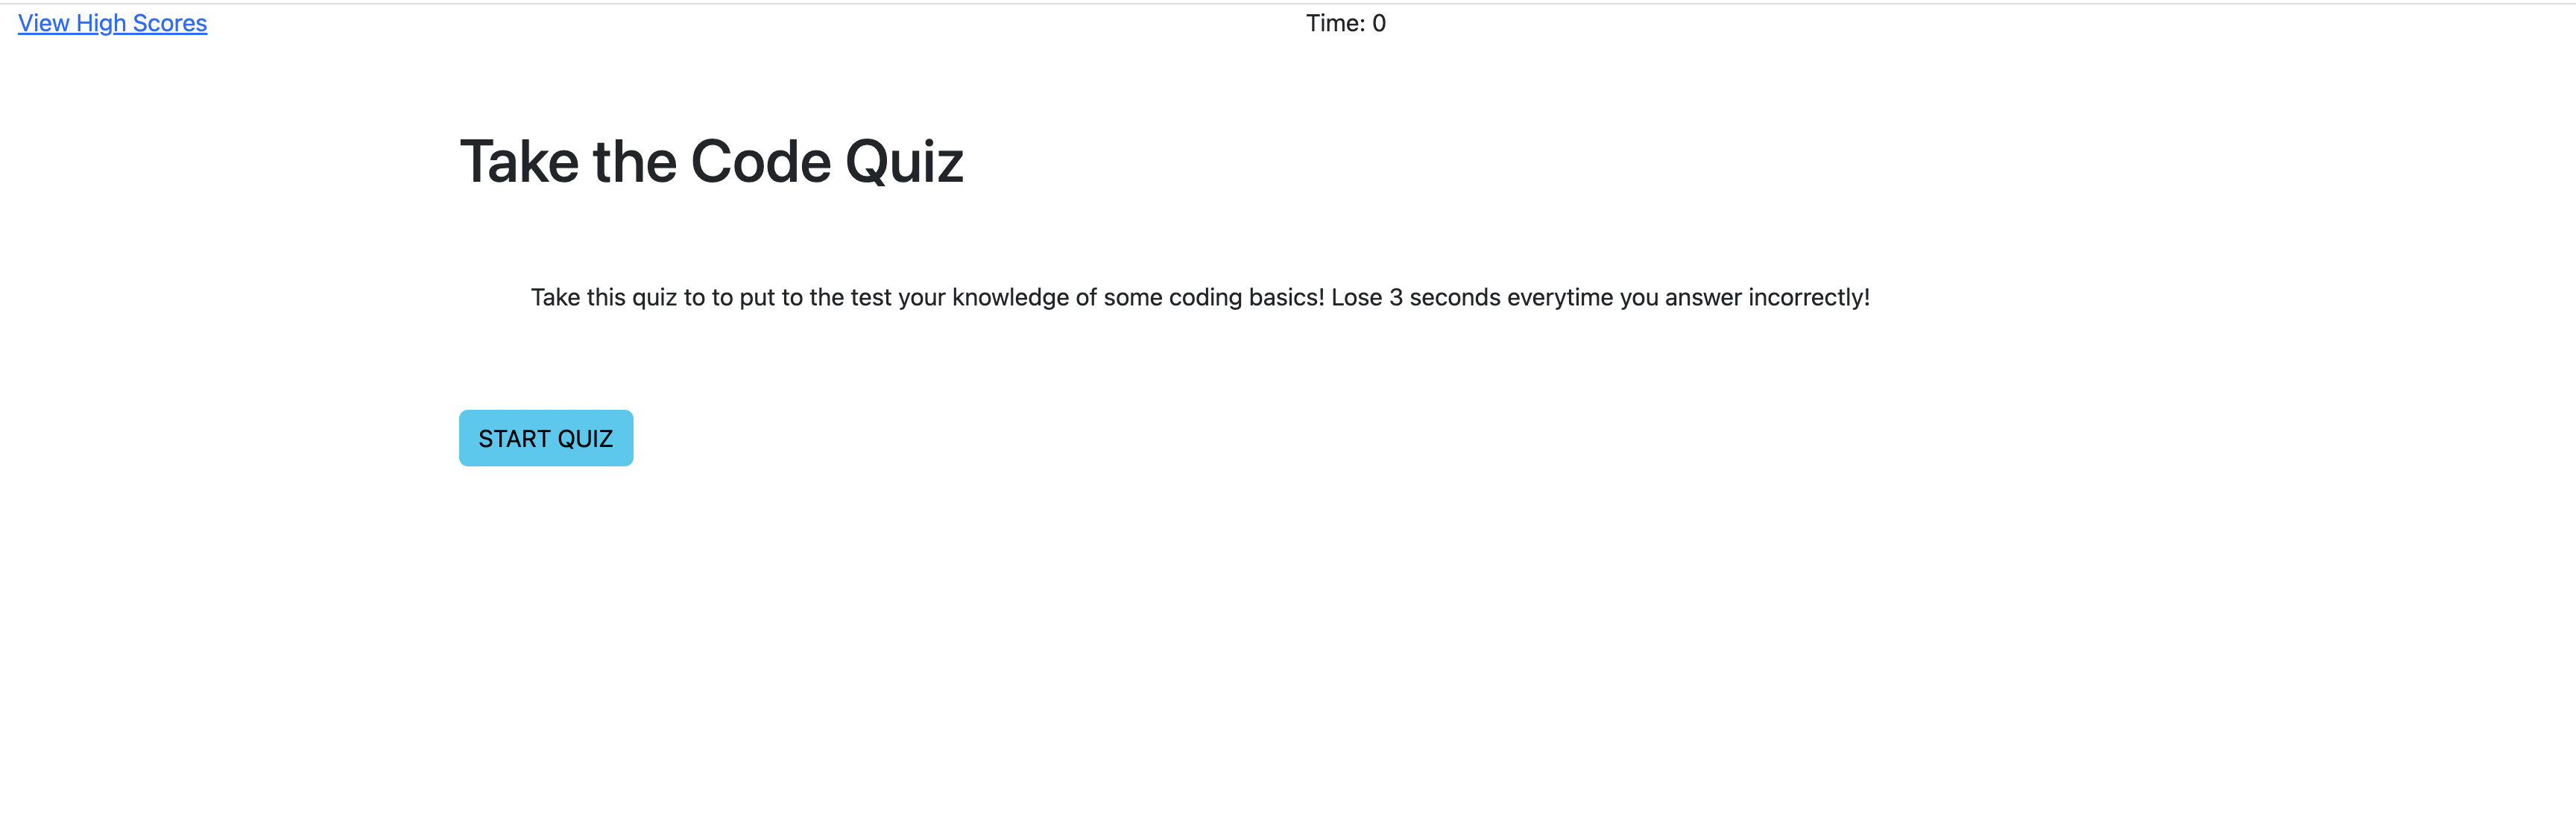 View High Scores
Time: 0
Take the Code Quiz
Take this quiz to to put to the test your knowledge of some coding basics! Lose 3 seconds everytime you answer incorrectly!
START QUIZ